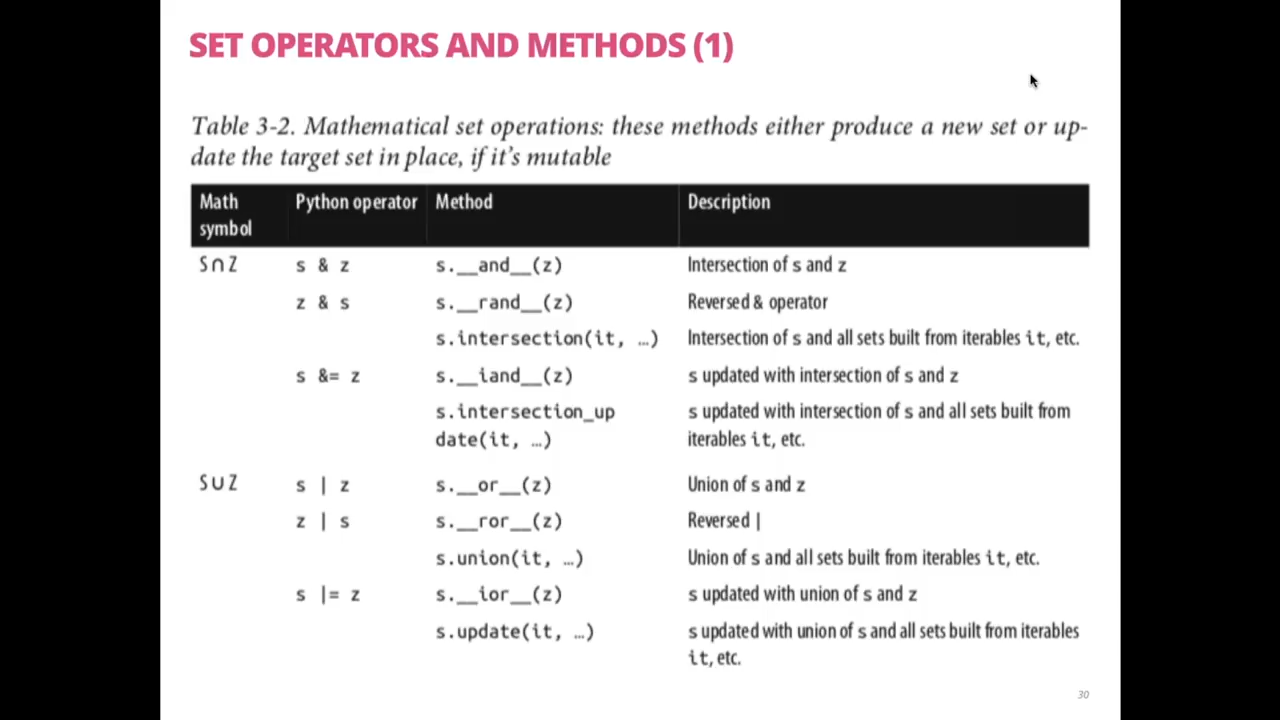 SET OPERATORS AND METHODS (1)
Table 3-2. Mathematical set operations: these methods either produce a new set or up-
date the target set in place, if it's mutable
Math symbol Python operator Method Description
S∩Z s & z s.__and__(z) Intersection of s and z
z & s s.__rand__(z) Reversed & operator
s.intersection(it, …) Intersection of s and all sets built from iterables it, etc.
s &= z s.__iand__(z) s updated with intersection of s and z
s.intersection_up s updated with intersection of s and all sets built from
date(it, …) iterables it, etc.
S∪Z s | z s.__or__(z) Union of s and z
z | s s.__ror__(z) Reversed |
s.union(it, …) Union of s and all sets built from iterables it, etc.
s |= z s.__ior__(z) s updated with union of s and z
s.update(it, …) s updated with union of s and all sets built from iterables
it, etc.
30